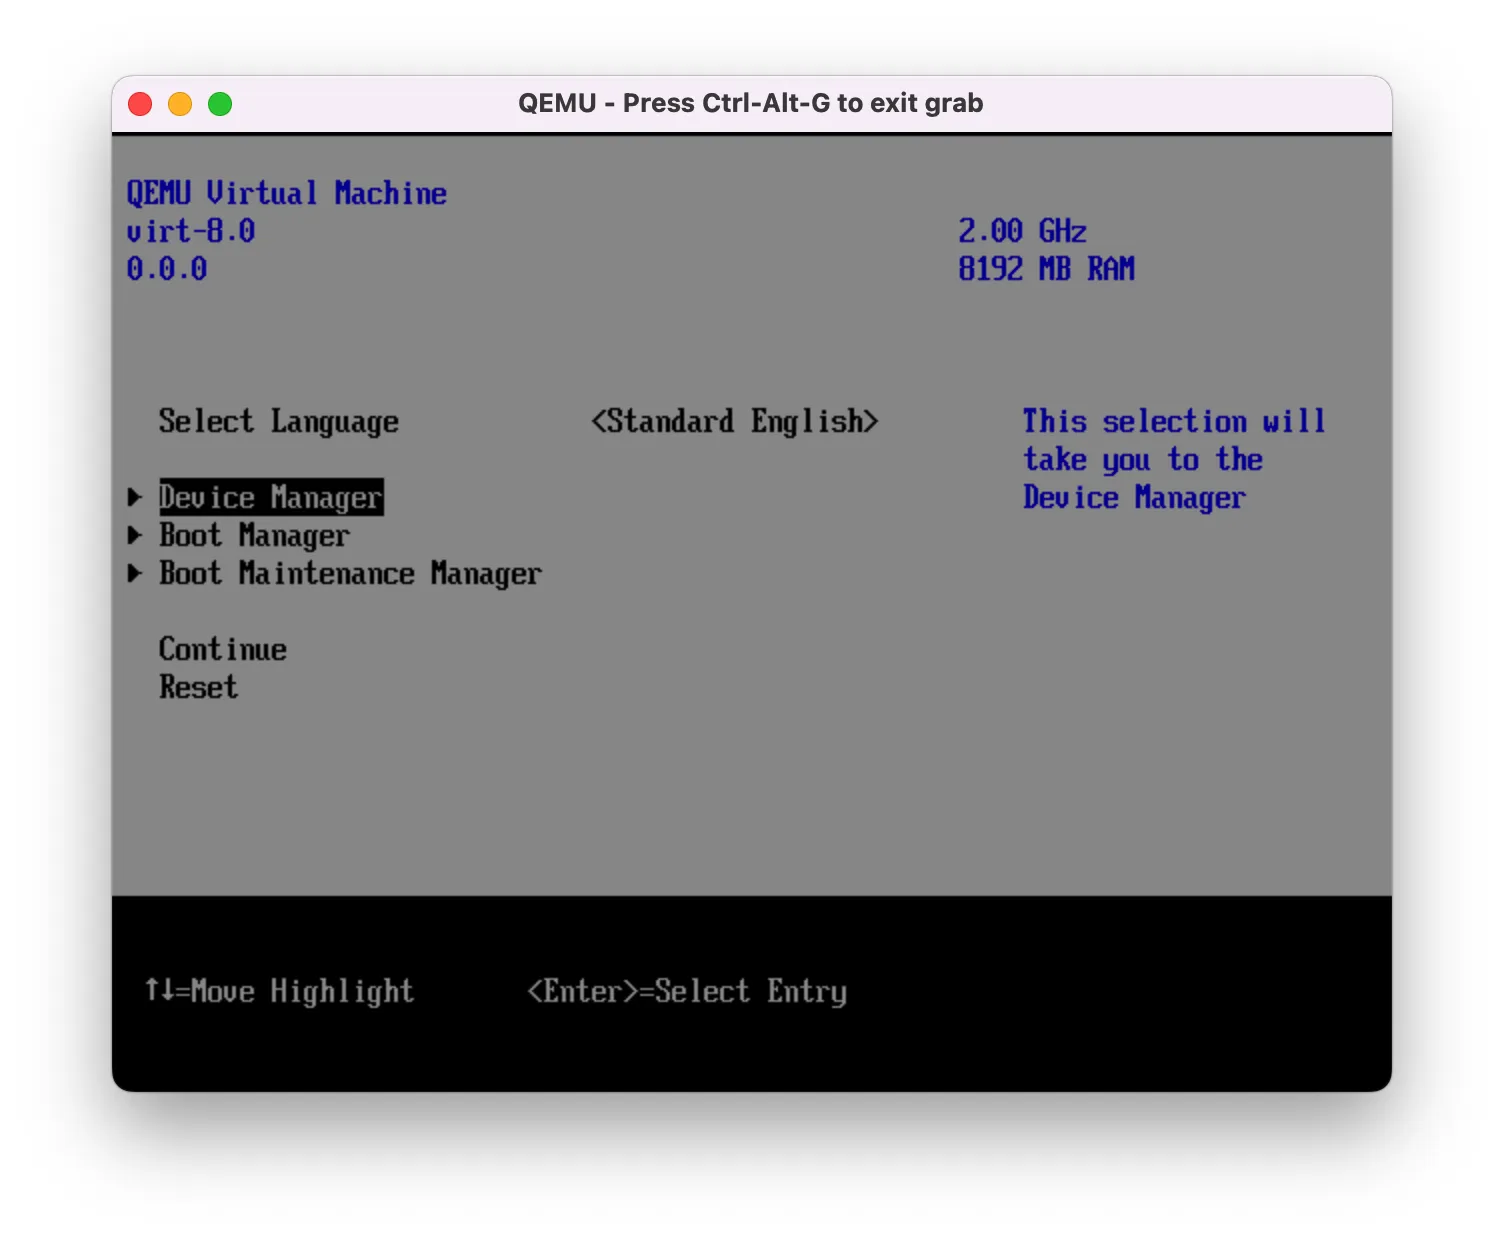 QEMU - Press Ctrl-Alt-G to exit grab
QEMU Virtual Machine
virt-8.0 2.00 GHz
0.0.0 8192 MB RAM
Select Language <Standard English> This selection will
take you to the
Device Manager Device Manager
Boot Manager
Boot Maintenance Manager
Continue
Reset
↑↓=Move Highlight <Enter>=Select Entry